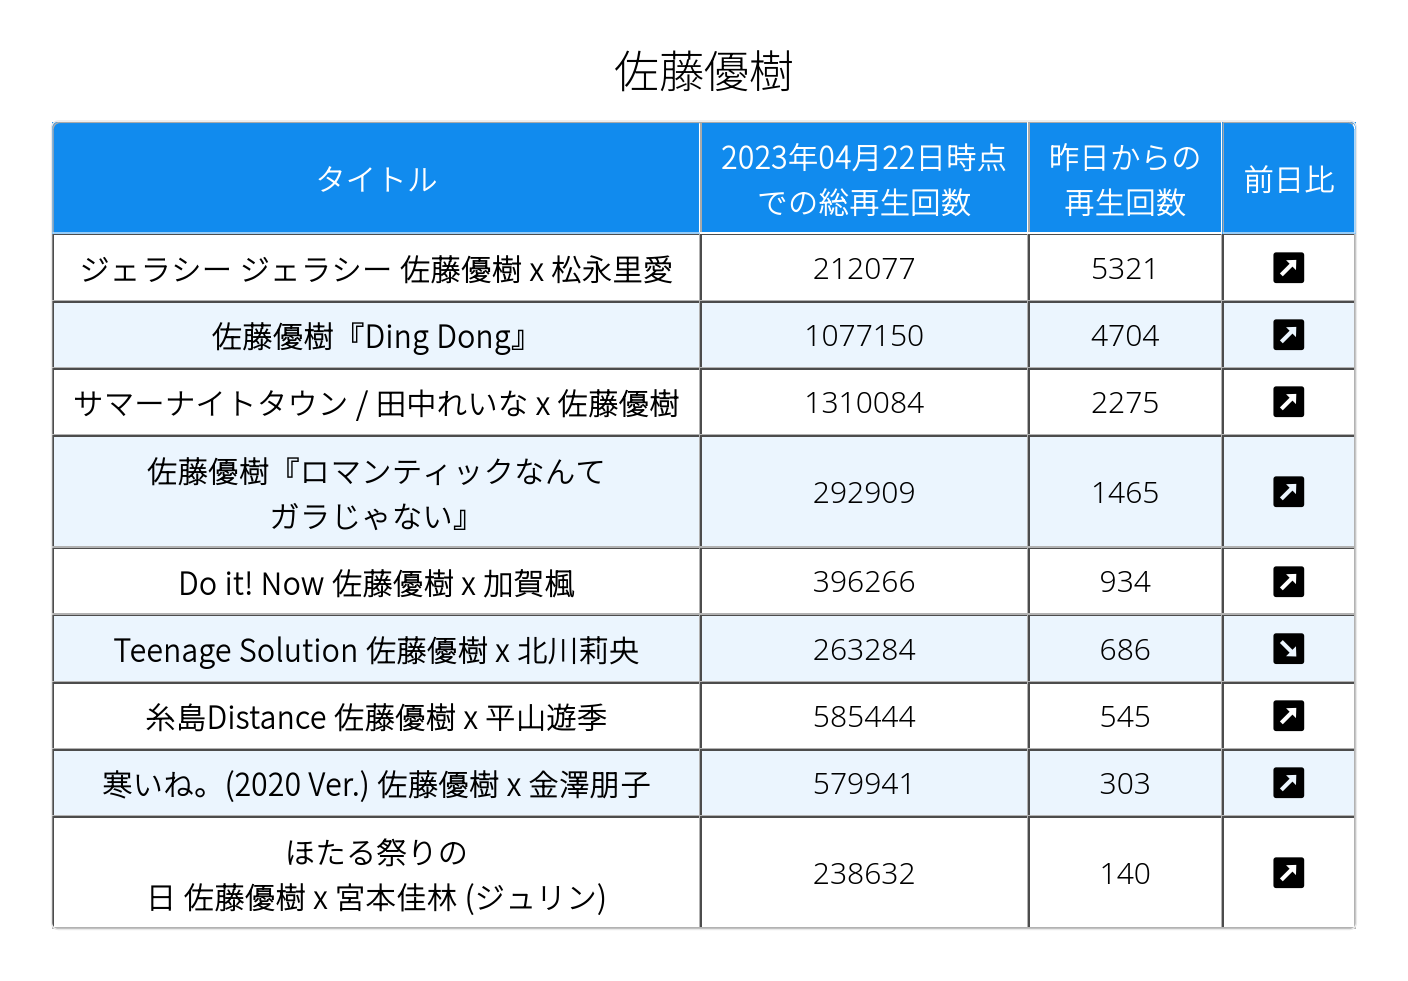 佐藤優樹
タイトル
2023年04月22日時点
での総再生回数
昨日からの
再生回数
前日比
ジェラシー ジェラシー 佐藤優樹 x 松永里愛
212077
5321
佐藤優樹『Ding Dong』
1077150
4704
サマーナイトタウン / 田中れいな x 佐藤優樹
1310084
2275
佐藤優樹『ロマンティックなんて
ガラじゃない』
292909
1465
Do it! Now 佐藤優樹 x 加賀楓
396266
934
Teenage Solution 佐藤優樹 x 北川莉央
263284
686
糸島Distance 佐藤優樹 x 平山遊季
585444
545
寒いね。(2020 Ver.) 佐藤優樹 x 金澤朋子
579941
303
ほたる祭りの
日 佐藤優樹 x 宮本佳林 (ジュリン)
238632
140